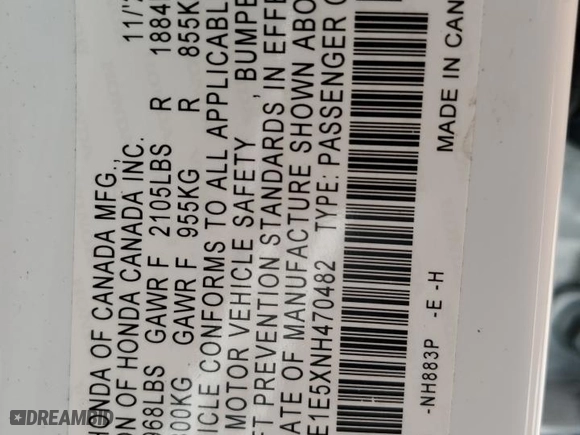 HONDA OF CANADA MFG., 11/
ON OF HONDA CANADA INC.
968LBS GAWR F 2105LBS R 1884
800KG GAWR F 955KG R 855K
ICLE CONFORMS TO ALL APPLICABL
MOTOR VEHICLE SAFETY, BUMPE
FT PREVENTION STANDARDS IN EFFE
ATE OF MANUFACTURE SHOWN ABO
E1E5XNH470482 TYPE: PASSENGER C
-NH883P -E -H
MADE IN CAN
DREAMBID